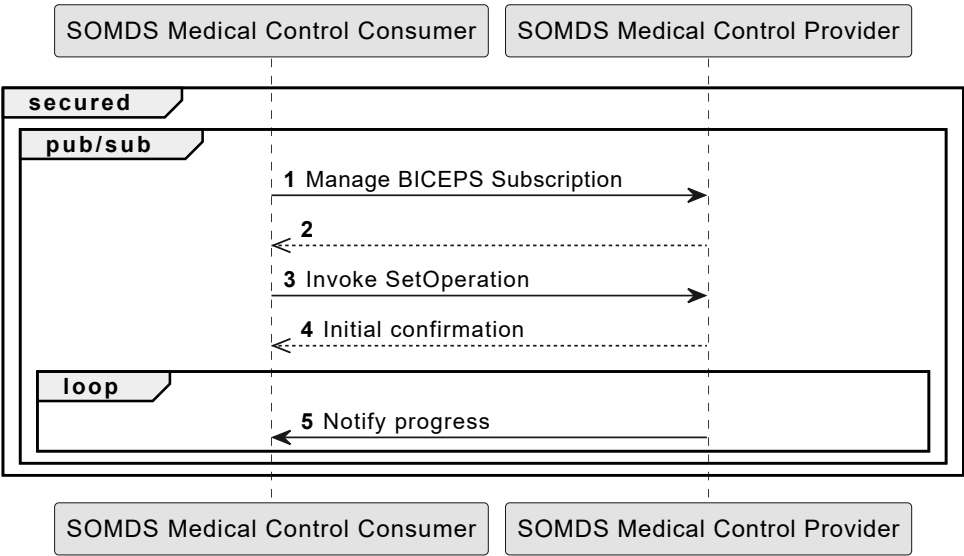 SOMDS Medical Control Consumer SOMDS Medical Control Provider
secured
pub/sub
1 Manage BICEPS Subscription
2
3 Invoke SetOperation
4 Initial confirmation
loop
5 Notify progress
SOMDS Medical Control Consumer SOMDS Medical Control Provider